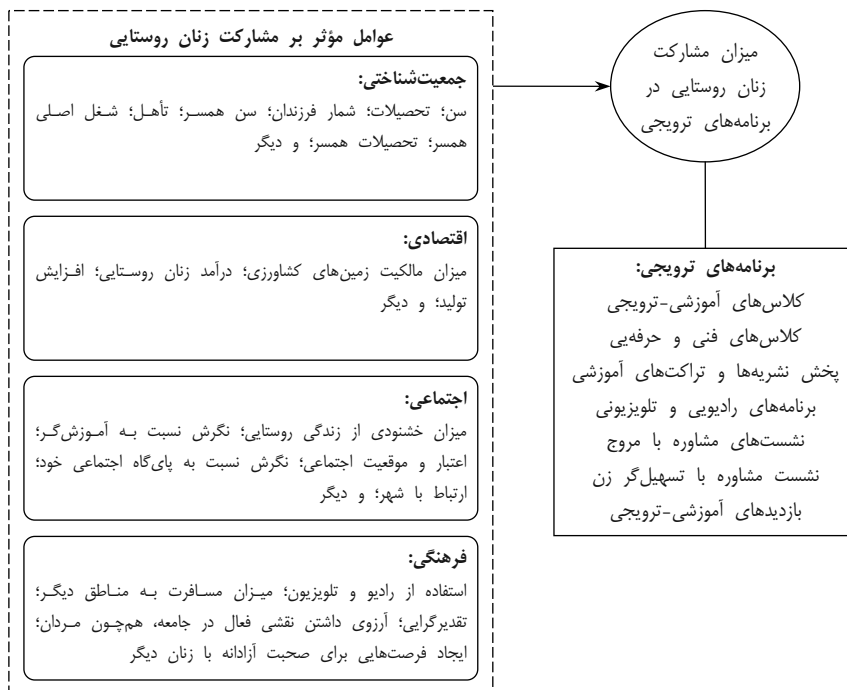 عوامل مؤثر بر مشارکت زنان روستایی
جمعیت‌شناختی:
سن؛ تحصیلات؛ شمار فرزندان؛ سن همسر؛ تأهل؛ شغل اصلی
همسر؛ تحصیلات همسر؛ و دیگر
اقتصادی:
میزان مالکیت زمین‌های کشاورزی؛ درآمد زنان روستایی؛ افزایش
تولید؛ و دیگر
اجتماعی:
میزان خشنودی از زندگی روستایی؛ نگرش نسبت به آموزش‌گر؛
اعتبار و موقعیت اجتماعی؛ نگرش نسبت به پای‌گاه اجتماعی خود؛
ارتباط با شهر؛ و دیگر
فرهنگی:
استفاده از رادیو و تلویزیون؛ میزان مسافرت به مناطق دیگر؛
تقدیرگرایی؛ آرزوی داشتن نقشی فعال در جامعه، هم‌چون مردان؛
ایجاد فرصت‌هایی برای صحبت آزادانه با زنان دیگر
میزان مشارکت
زنان روستایی در
برنامه‌های ترویجی
برنامه‌های ترویجی:
کلاس‌های آموزشی-ترویجی
کلاس‌های فنی و حرفه‌یی
پخش نشریه‌ها و تراکت‌های آموزشی
برنامه‌های رادیویی و تلویزیونی
نشست‌های مشاوره با مروج
نشست مشاوره با تسهیل‌گر زن
بازدیدهای آموزشی-ترویجی